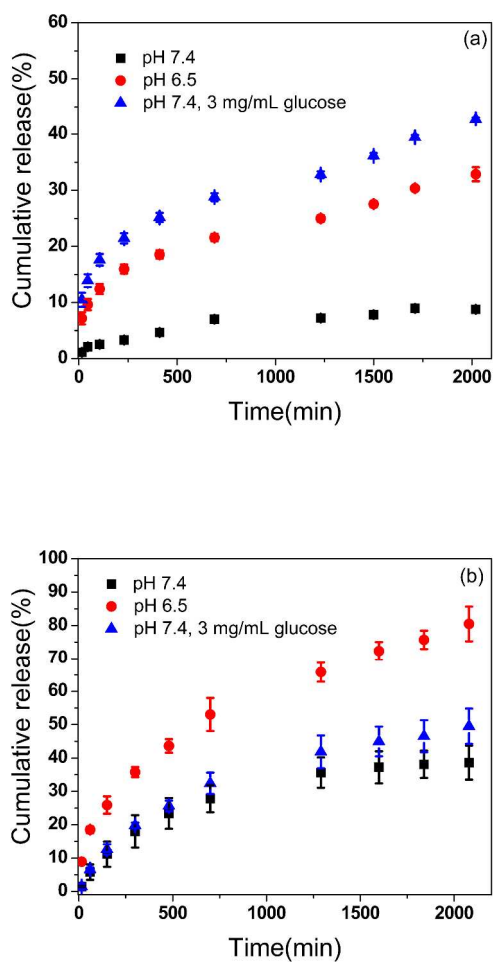 (a)
pH 7.4
pH 6.5
pH 7.4, 3 mg/mL glucose
Cumulative release(%)
60
50
40
30
20
10
0
0 500 1000 1500 2000
Time(min)
(b)
pH 7.4
pH 6.5
pH 7.4, 3 mg/mL glucose
Cumulative release(%)
100
90
80
70
60
50
40
30
20
10
0
0 500 1000 1500 2000
Time(min)